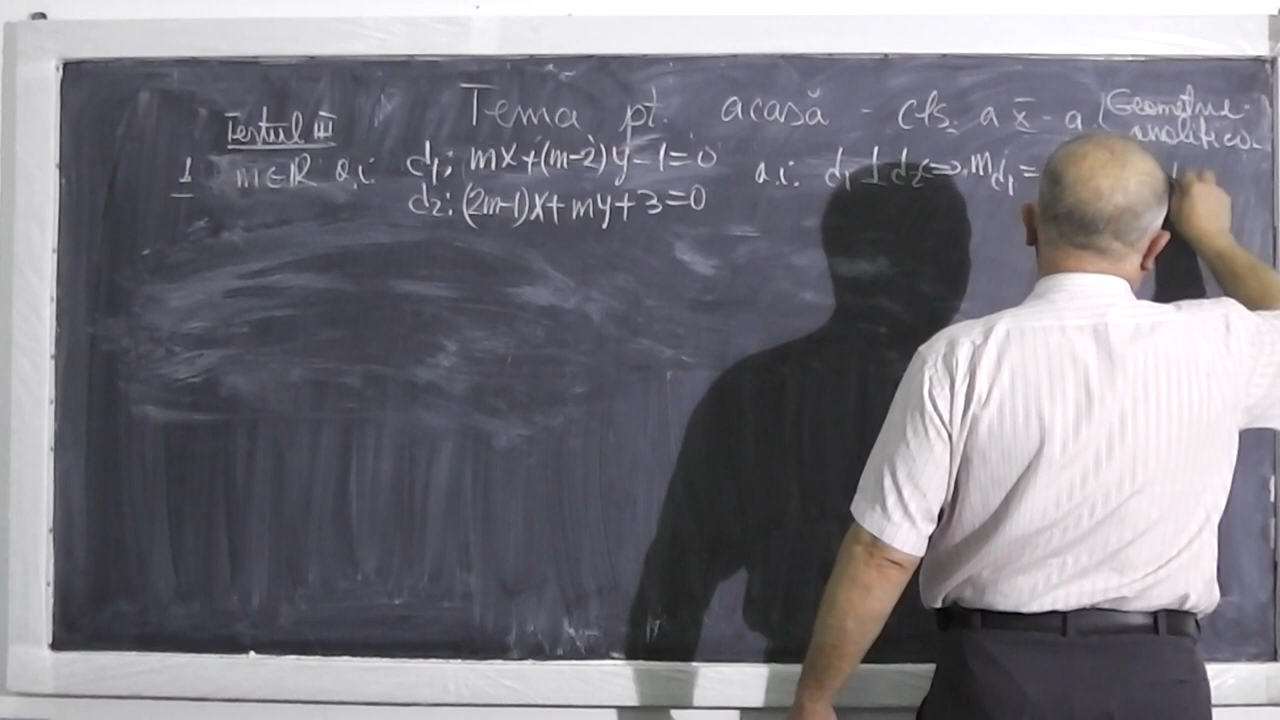 Tema pt. acasă - cls. a X-a (Geometrie
analitică
Testul III
1 m∈R a.i. d1: mx+(m-2)y-1=0 a.i. d1⊥d2⇔md1=
d2: (2m-1)x+my+3=0